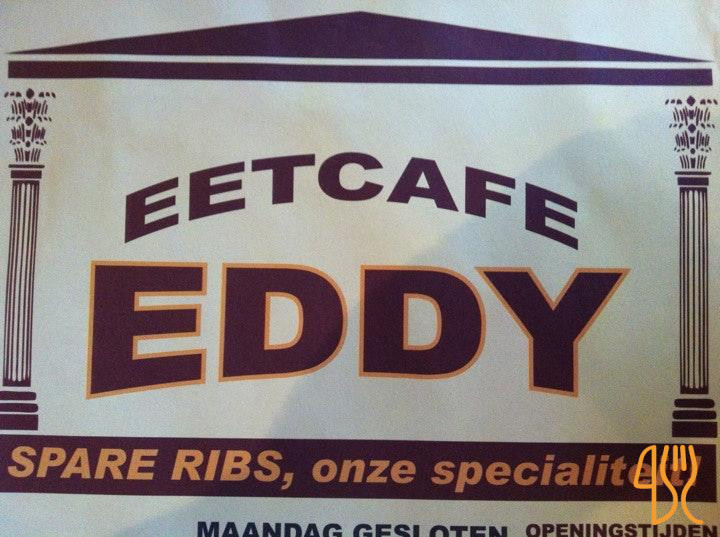 EETCAFE
EDDY
SPARE RIBS, onze specialiteit!
MAANDAG GESLOTEN OPENINGSTIJDEN